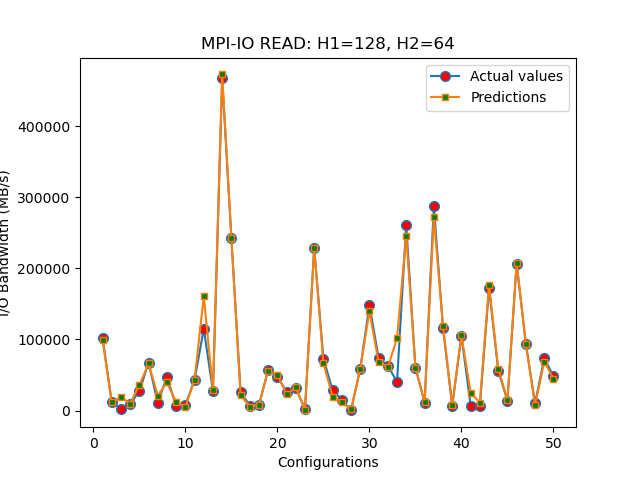 MPI-IO READ: H1=128, H2=64
Actual values
Predictions
I/O Bandwidth (MB/s)
400000
300000
200000
100000
0
0 10 20 30 40 50
Configurations